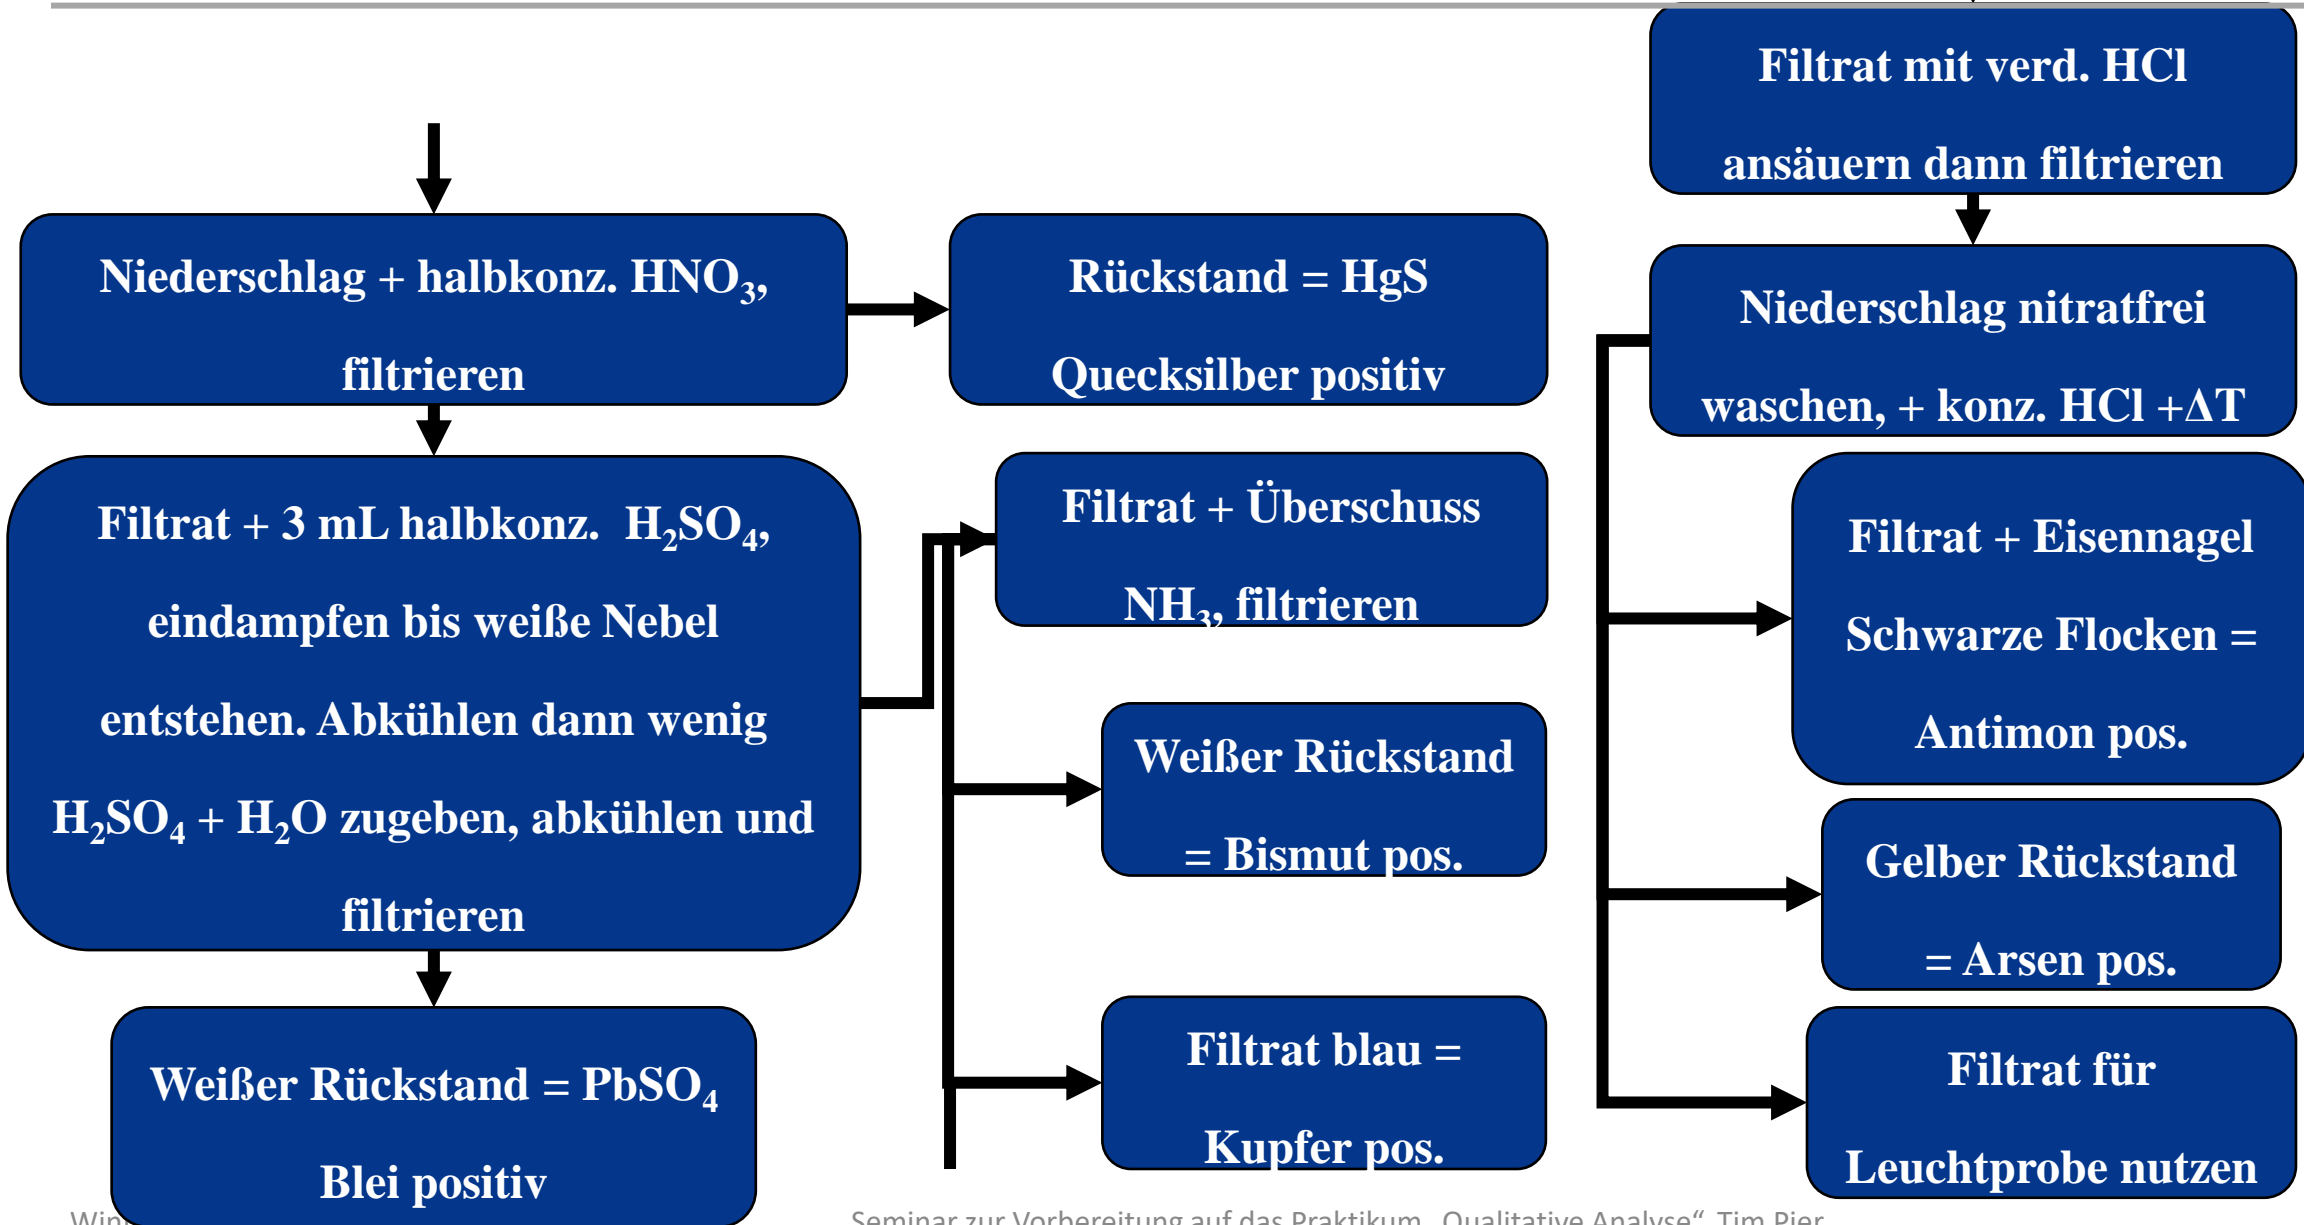 Niederschlag + halbkonz. HNO₃,
filtrieren
Rückstand = HgS
Quecksilber positiv
Filtrat + 3 mL halbkonz. H₂SO₄,
eindampfen bis weiße Nebel
entstehen. Abkühlen dann wenig
H₂SO₄ + H₂O zugeben, abkühlen und
filtrieren
Weißer Rückstand = PbSO₄
Blei positiv
Filtrat + Überschuss
NH₃, filtrieren
Weißer Rückstand
= Bismut pos.
Filtrat blau =
Kupfer pos.
Filtrat mit verd. HCl
ansäuern dann filtrieren
Niederschlag nitratfrei
waschen, + konz. HCl +ΔT
Filtrat + Eisennagel
Schwarze Flocken =
Antimon pos.
Gelber Rückstand
= Arsen pos.
Filtrat für
Leuchtprobe nutzen
Seminar zur Vorbereitung auf das Praktikum „Qualitative Analyse“, Tim Pier